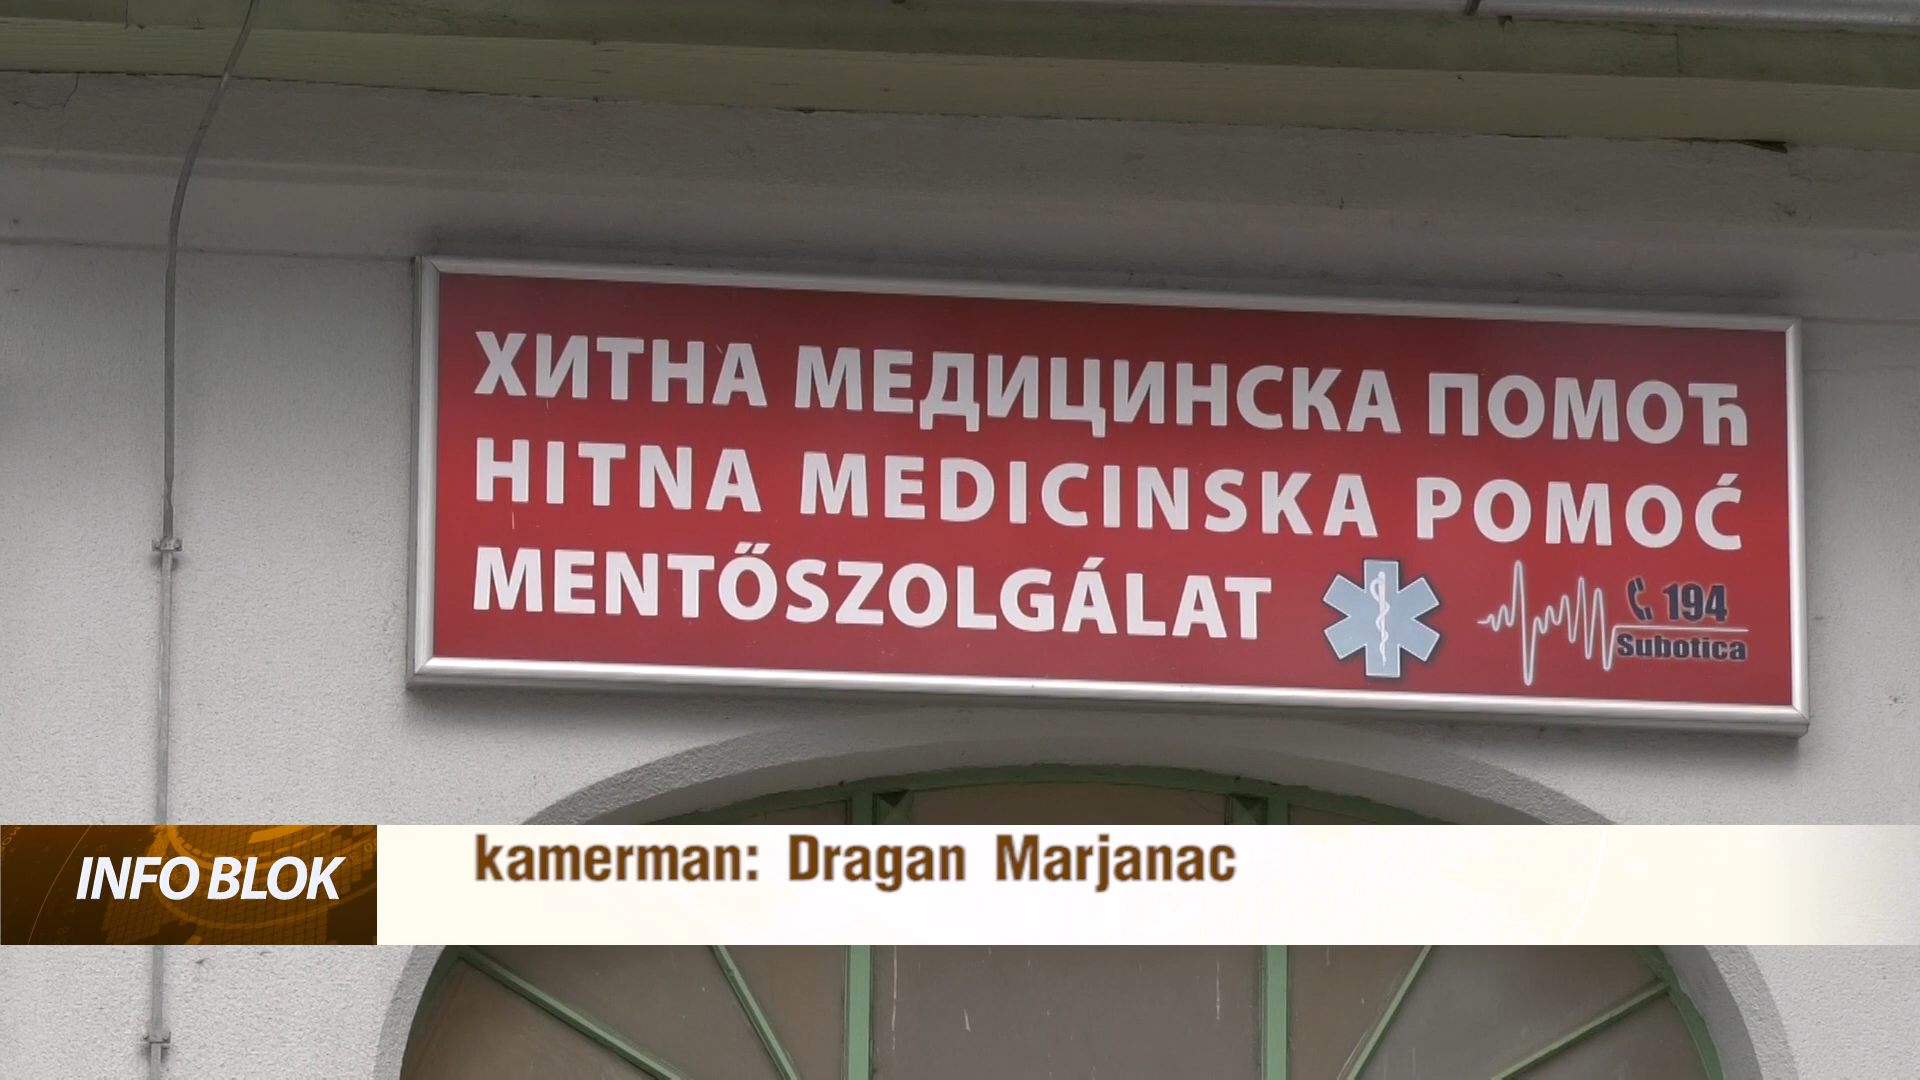 ХИТНА МЕДИЦИНСКА ПОМОЋ
HITNA MEDICINSKA POMOĆ
MENTŐSZOLGÁLAT
194
Subotica
INFO BLOK
kamerman: Dragan Marjanac